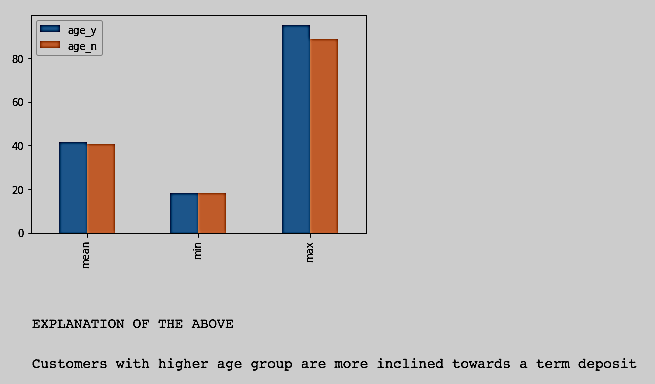 age_y
age_n
80
60
40
20
0
mean
min
max
EXPLANATION OF THE ABOVE
Customers with higher age group are more inclined towards a term deposit